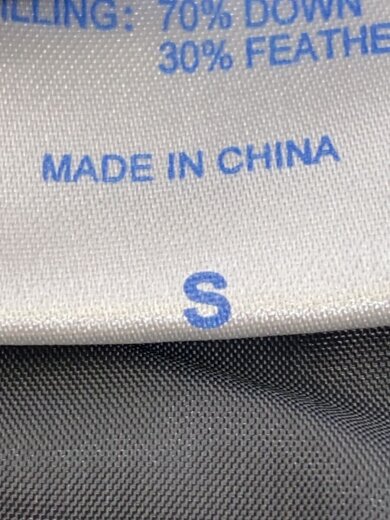 ILLING: 70% DOWN
30% FEATHE
MADE IN CHINA
S